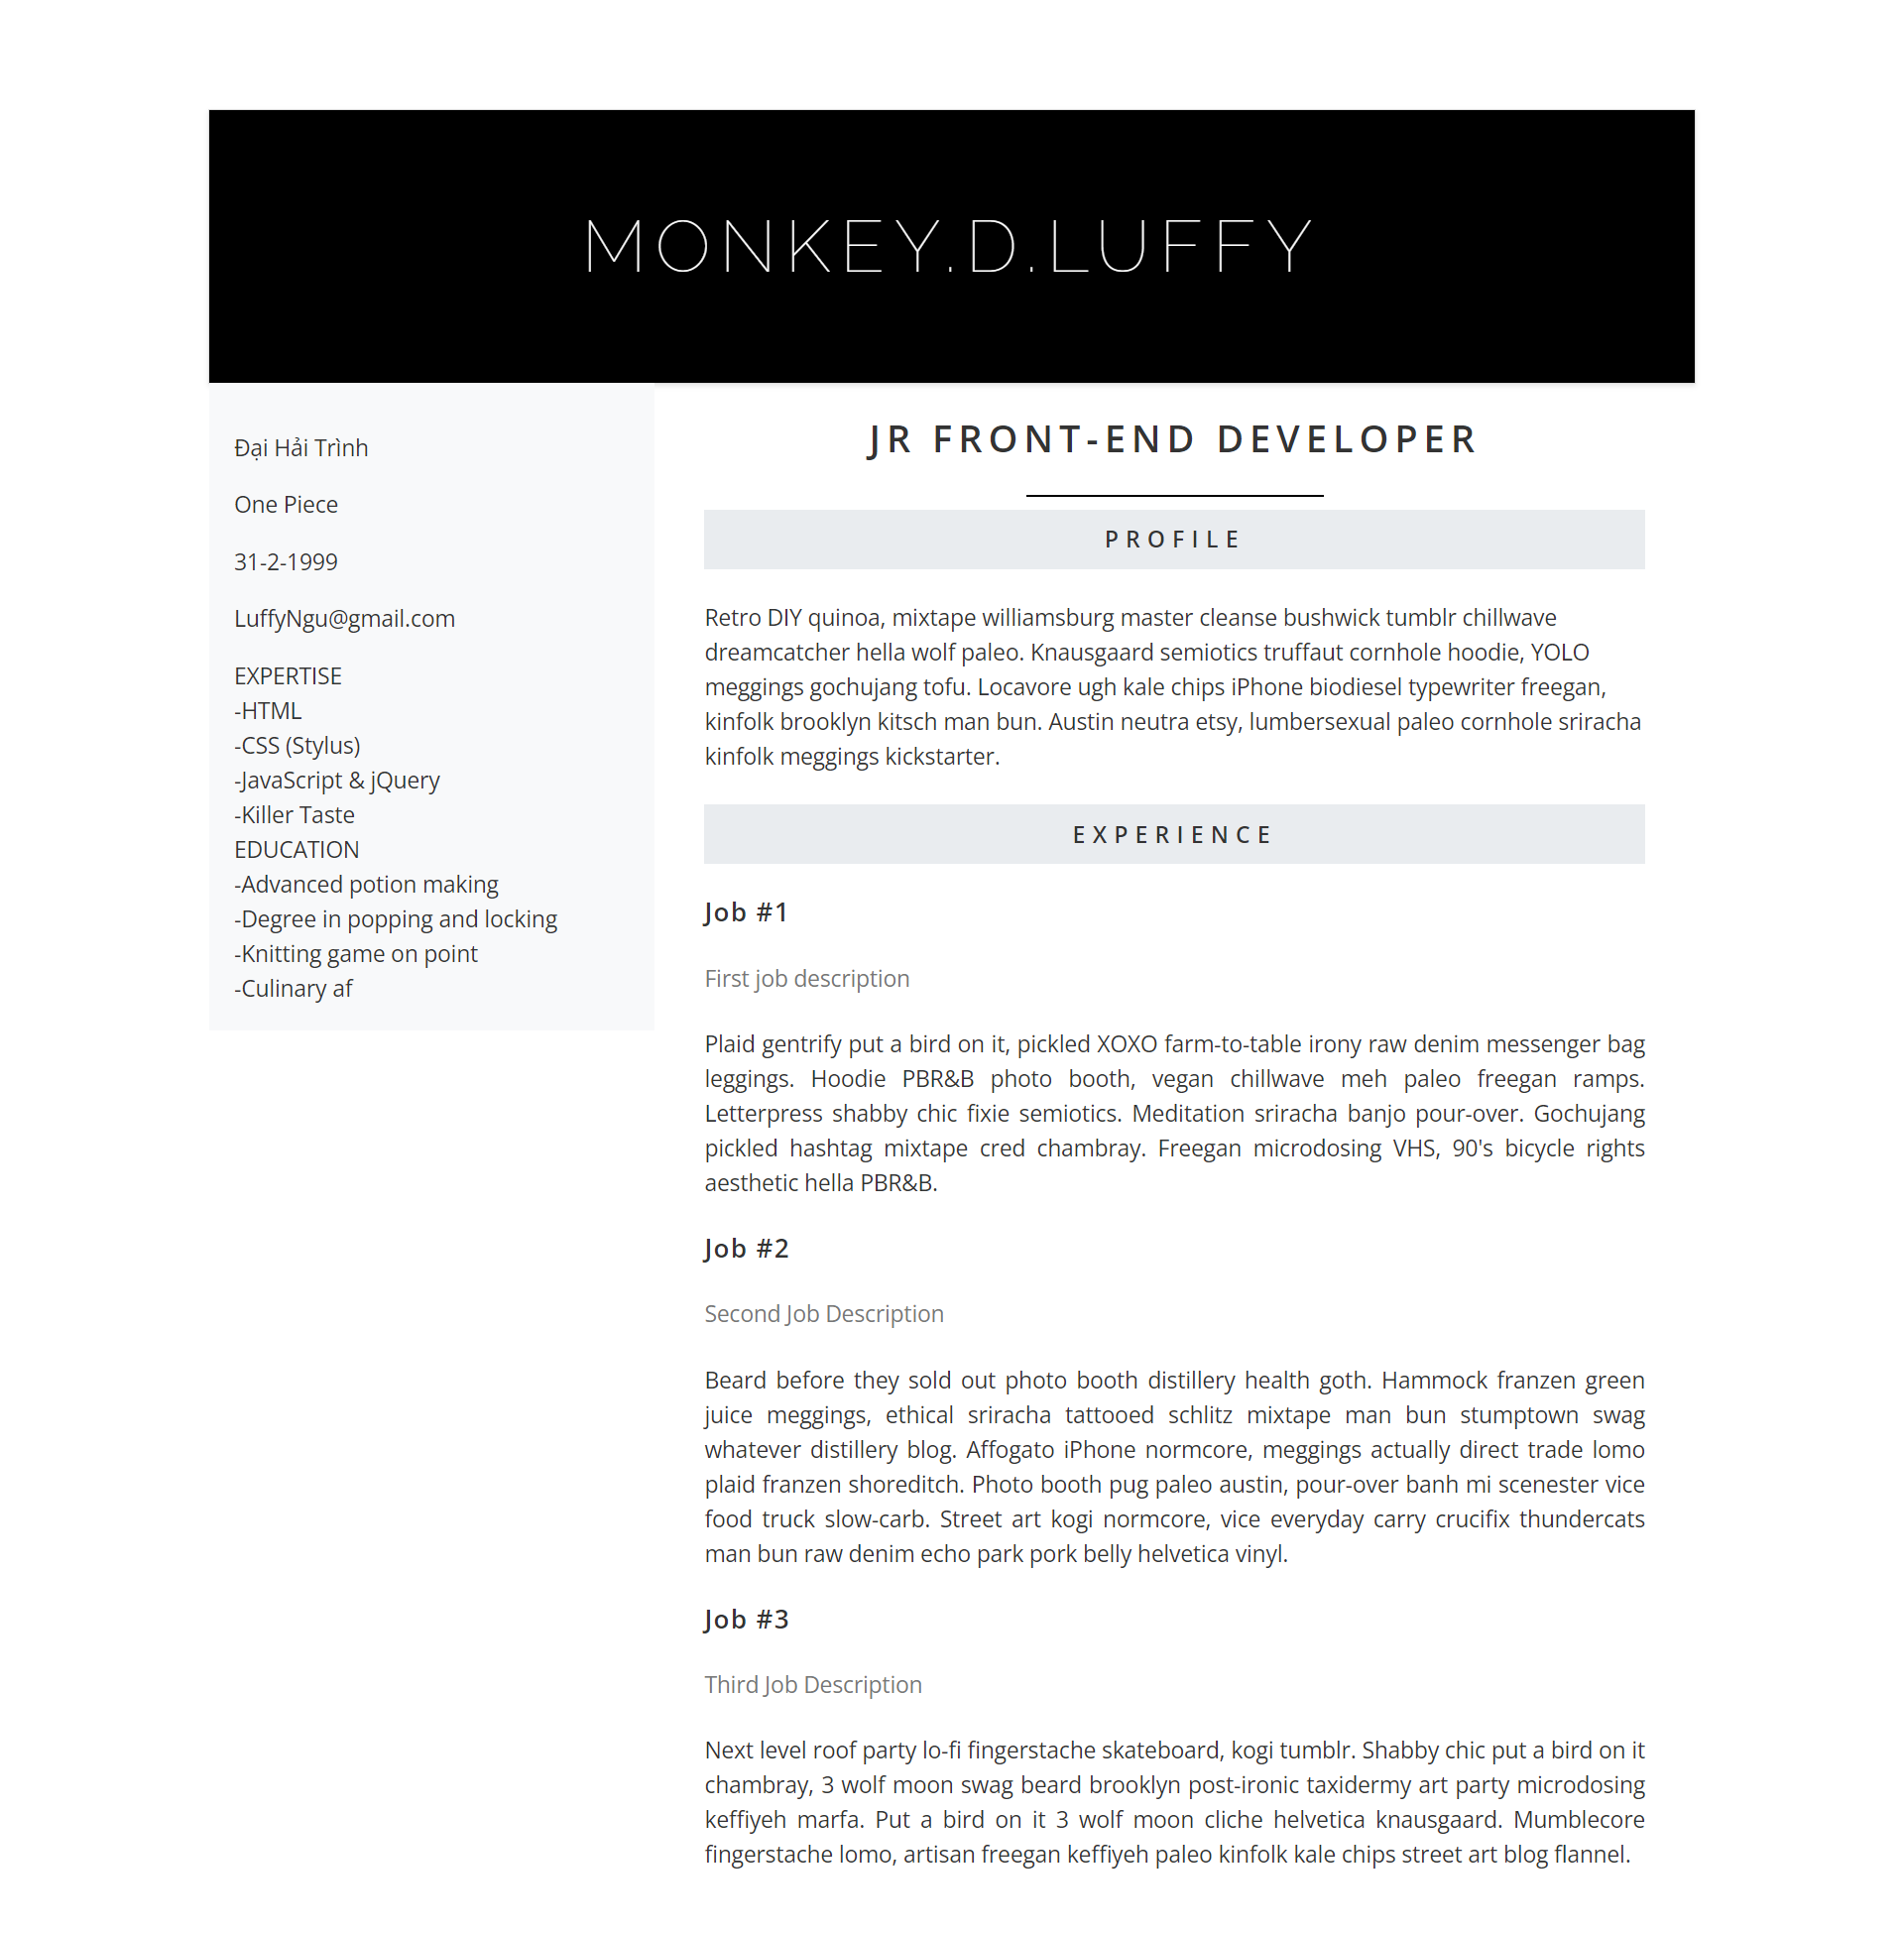 MONKEY.D.LUFFY
Đại Hải Trình
One Piece
31-2-1999
LuffyNgu@gmail.com
EXPERTISE
-HTML
-CSS (Stylus)
-JavaScript & jQuery
-Killer Taste
EDUCATION
-Advanced potion making
-Degree in popping and locking
-Knitting game on point
-Culinary af
JR FRONT-END DEVELOPER
PROFILE
Retro DIY quinoa, mixtape williamsburg master cleanse bushwick tumblr chillwave
dreamcatcher hella wolf paleo. Knausgaard semiotics truffaut cornhole hoodie, YOLO
meggings gochujang tofu. Locavore ugh kale chips iPhone biodiesel typewriter freegan,
kinfolk brooklyn kitsch man bun. Austin neutra etsy, lumbersexual paleo cornhole sriracha
kinfolk meggings kickstarter.
EXPERIENCE
Job #1
First job description
Plaid gentrify put a bird on it, pickled XOXO farm-to-table irony raw denim messenger bag
leggings. Hoodie PBR&B photo booth, vegan chillwave meh paleo freegan ramps.
Letterpress shabby chic fixie semiotics. Meditation sriracha banjo pour-over. Gochujang
pickled hashtag mixtape cred chambray. Freegan microdosing VHS, 90's bicycle rights
aesthetic hella PBR&B.
Job #2
Second Job Description
Beard before they sold out photo booth distillery health goth. Hammock franzen green
juice meggings, ethical sriracha tattooed schlitz mixtape man bun stumptown swag
whatever distillery blog. Affogato iPhone normcore, meggings actually direct trade lomo
plaid franzen shoreditch. Photo booth pug paleo austin, pour-over banh mi scenester vice
food truck slow-carb. Street art kogi normcore, vice everyday carry crucifix thundercats
man bun raw denim echo park pork belly helvetica vinyl.
Job #3
Third Job Description
Next level roof party lo-fi fingerstache skateboard, kogi tumblr. Shabby chic put a bird on it
chambray, 3 wolf moon swag beard brooklyn post-ironic taxidermy art party microdosing
keffiyeh marfa. Put a bird on it 3 wolf moon cliche helvetica knausgaard. Mumblecore
fingerstache lomo, artisan freegan keffiyeh paleo kinfolk kale chips street art blog flannel.